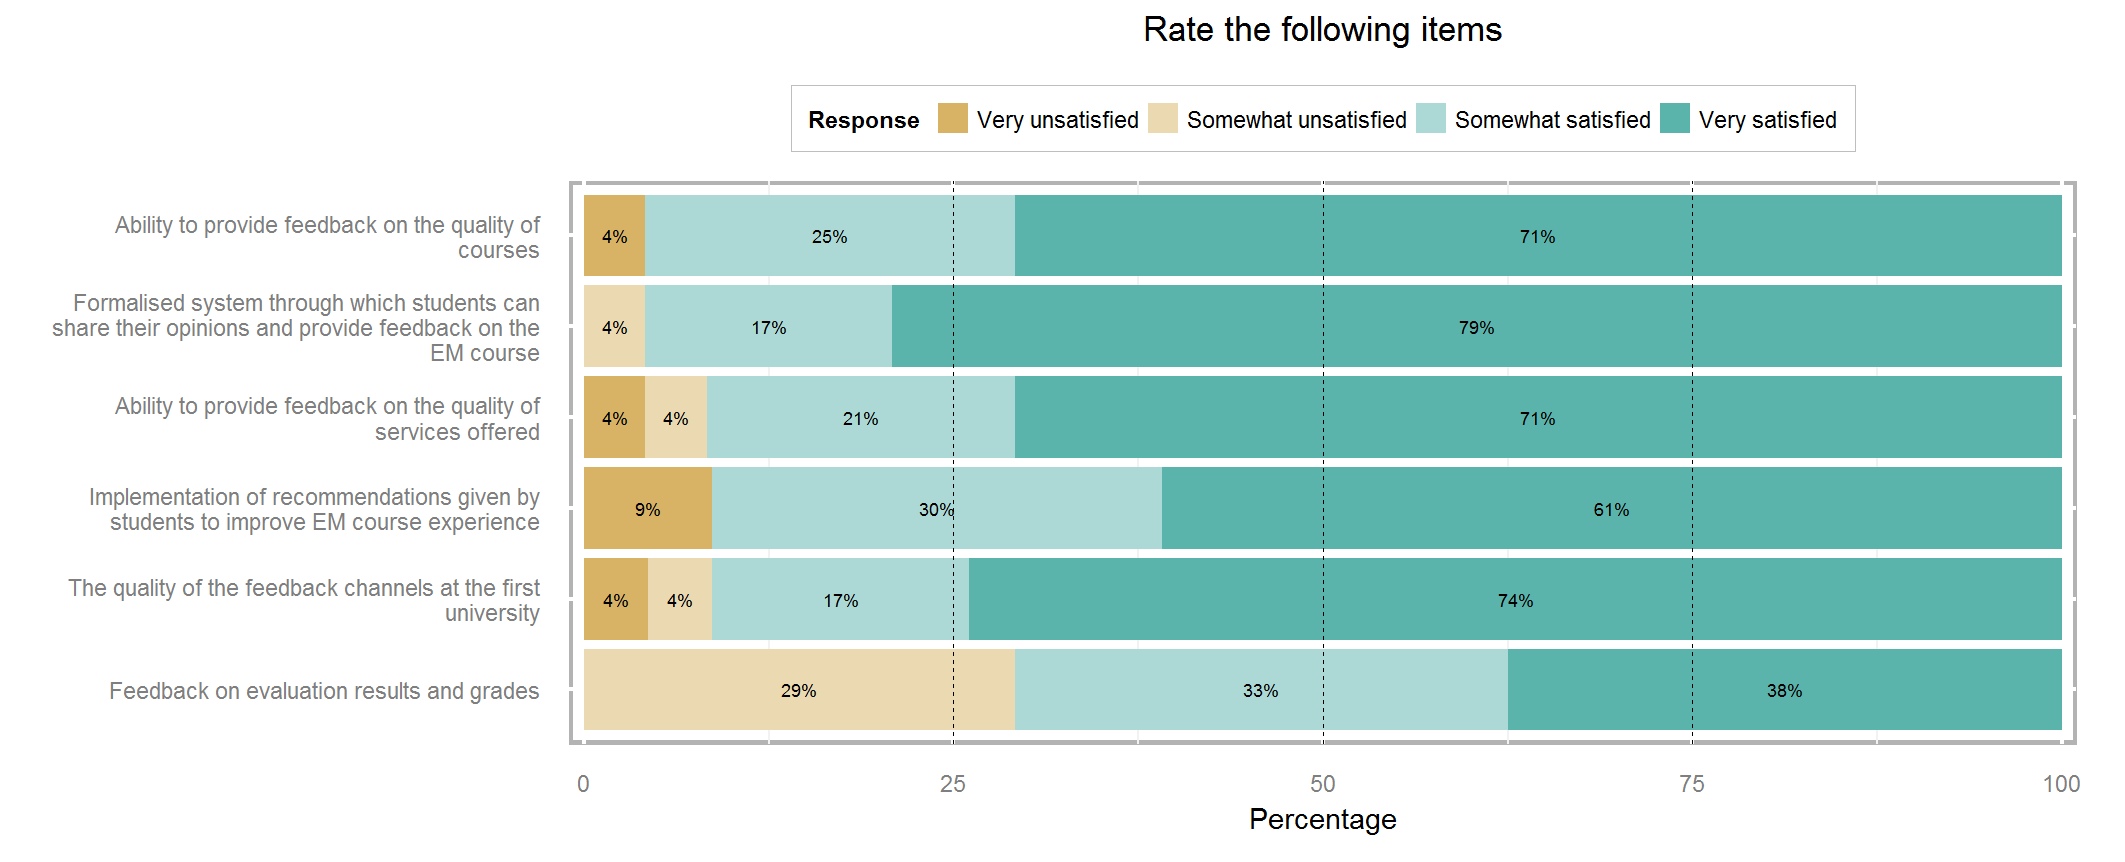 Rate the following items
Response Very unsatisfied Somewhat unsatisfied Somewhat satisfied Very satisfied
Ability to provide feedback on the quality of
courses
4% 25% 71%
Formalised system through which students can
share their opinions and provide feedback on the
EM course
4% 17% 79%
Ability to provide feedback on the quality of
services offered
4% 4% 21% 71%
Implementation of recommendations given by
students to improve EM course experience
9% 30% 61%
The quality of the feedback channels at the first
university
4% 4% 17% 74%
Feedback on evaluation results and grades
29% 33% 38%
0 25 50 75 100
Percentage